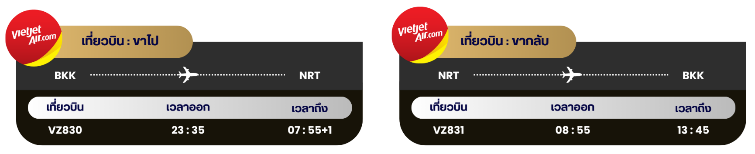 Vietjet Air.com
เที่ยวบิน : ขาไป
BKK NRT
เที่ยวบิน เวลาออก เวลาถึง
VZ830 23 : 35 07 : 55+1
Vietjet Air.com
เที่ยวบิน : ขากลับ
NRT BKK
เที่ยวบิน เวลาออก เวลาถึง
VZ831 08 : 55 13 : 45